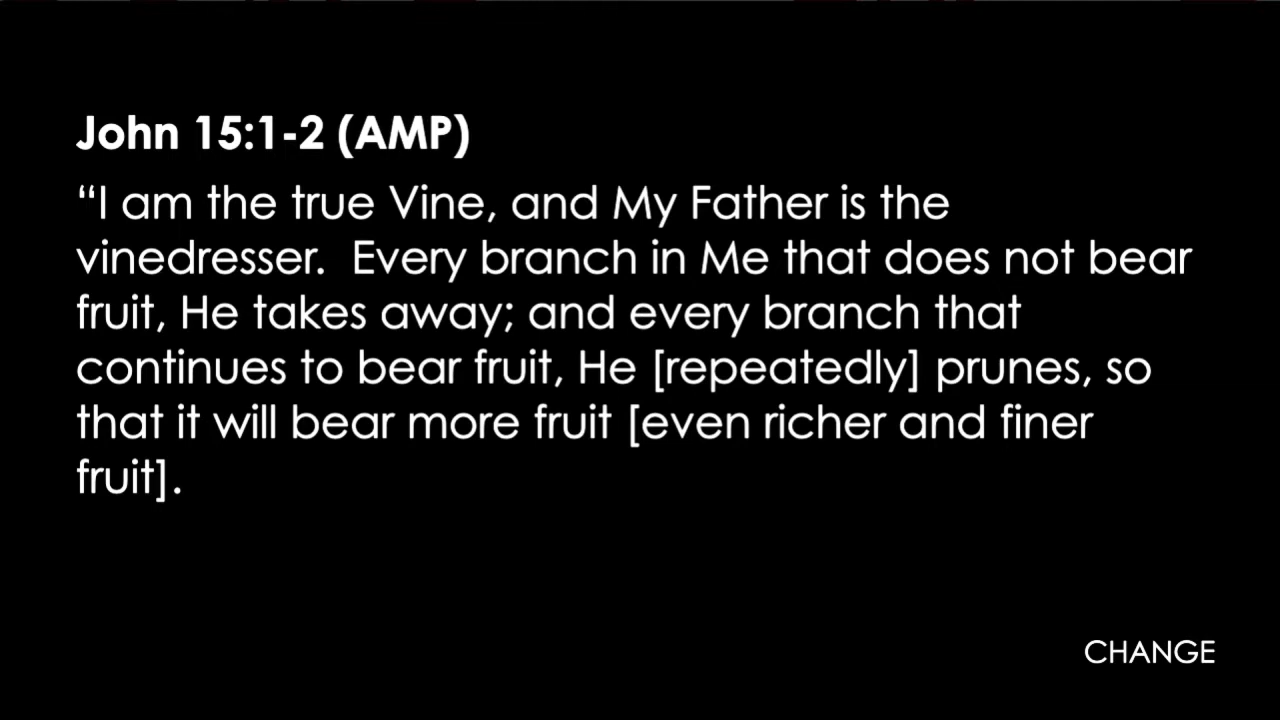 John 15:1-2 (AMP)
“I am the true Vine, and My Father is the
vinedresser.  Every branch in Me that does not bear
fruit, He takes away; and every branch that
continues to bear fruit, He [repeatedly] prunes, so
that it will bear more fruit [even richer and finer
fruit].
CHANGE